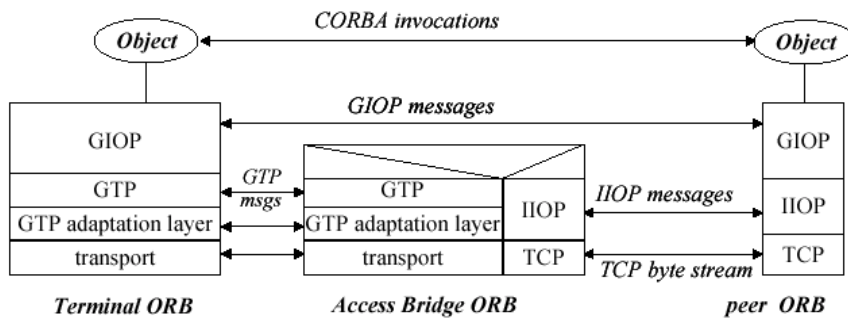 CORBA invocations
Object
Object
GIOP messages
GIOP
GIOP
GTP
GTP
msgs
GTP
IIOP
IIOP messages
IIOP
GTP adaptation layer
GTP adaptation layer
transport
transport
TCP
TCP byte stream
TCP
Terminal ORB
Access Bridge ORB
peer ORB